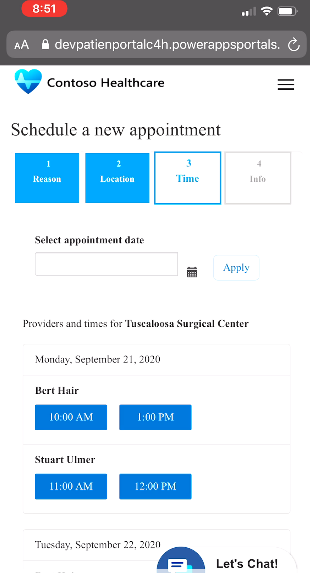 8:51
AA devpatienportalc4h.powerappsportals.
Contoso Healthcare
Schedule a new appointment
1 2 3 4
Reason Location Time Info
Select appointment date
Apply
Providers and times for Tuscaloosa Surgical Center
Monday, September 21, 2020
Bert Hair
10:00 AM 1:00 PM
Stuart Ulmer
11:00 AM 12:00 PM
Tuesday, September 22, 2020
Let's Chat!